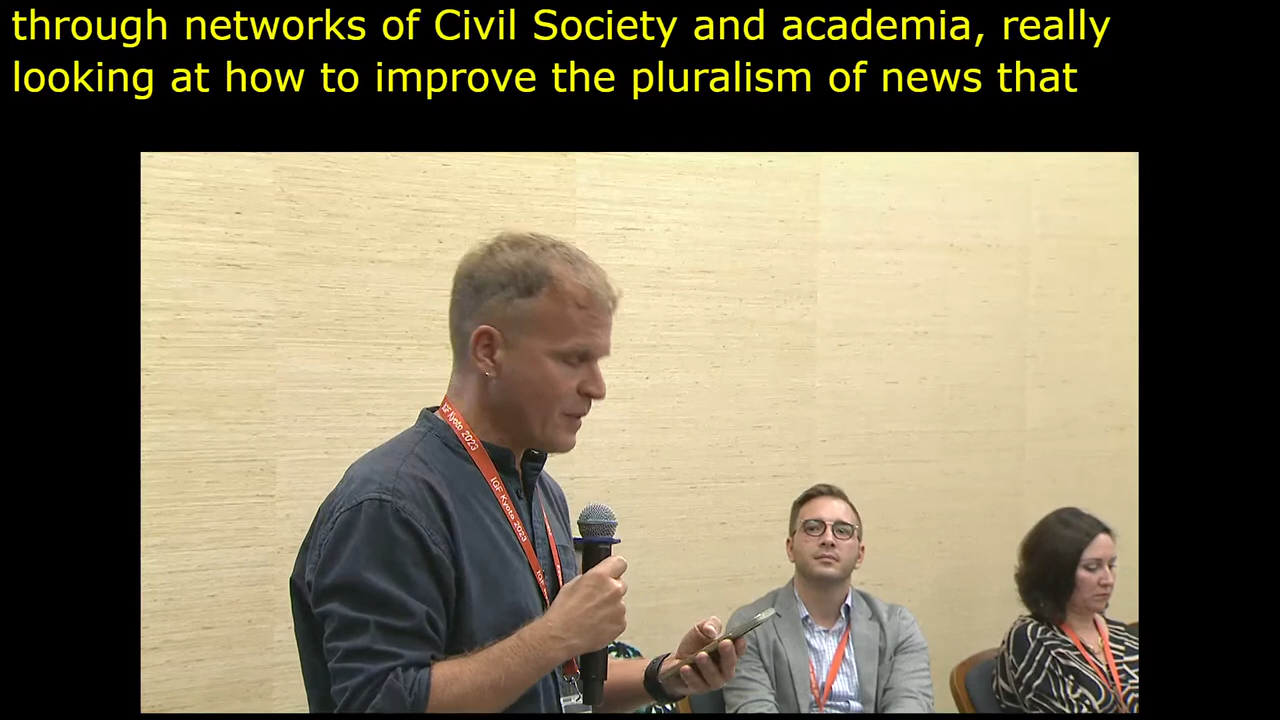 through networks of Civil Society and academia, really
looking at how to improve the pluralism of news that
IGF Kyoto 2023
IGF Kyoto 2023
IGF